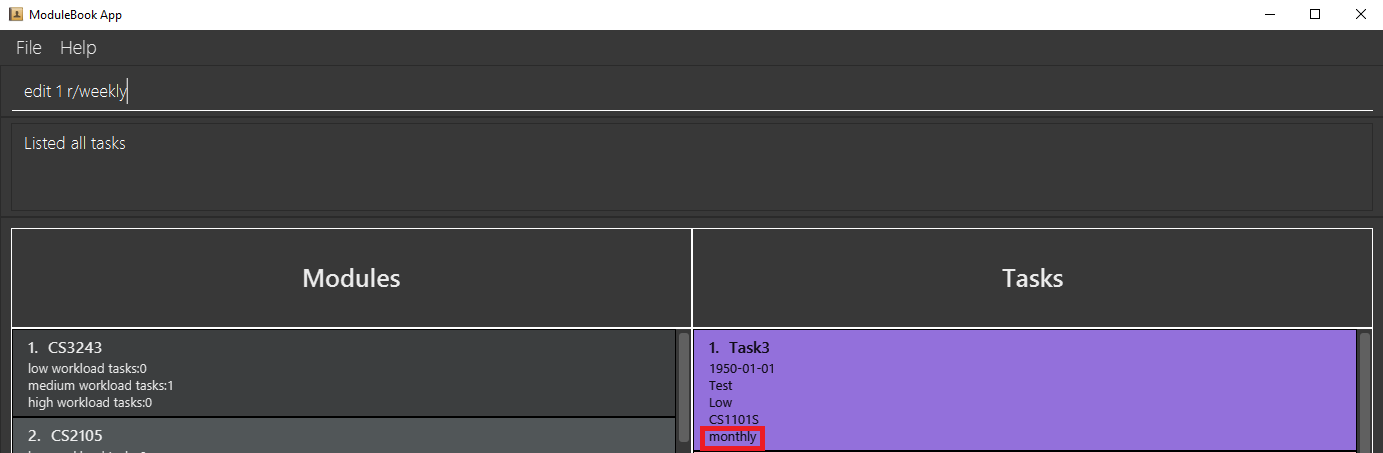 ModuleBook App
File Help
edit 1 r/weekly
Listed all tasks
Modules
Tasks
1. CS3243
low workload tasks:0
medium workload tasks:1
high workload tasks:0
2. CS2105
1. Task3
1950-01-01
Test
Low
CS1101S
monthly